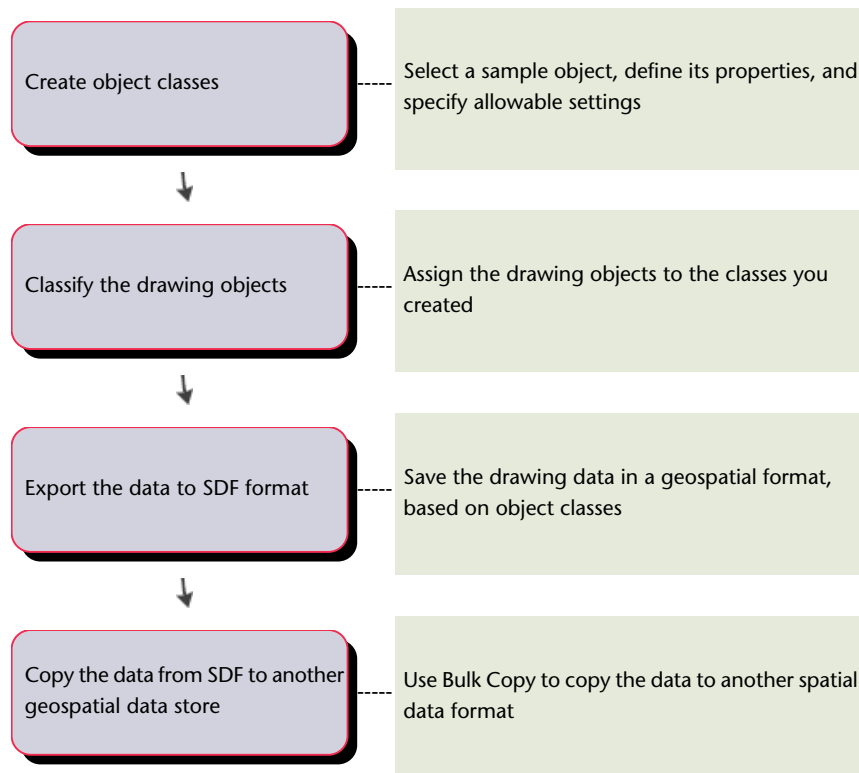 Create object classes
Select a sample object, define its properties, and
specify allowable settings
Classify the drawing objects
Assign the drawing objects to the classes you
created
Export the data to SDF format
Save the drawing data in a geospatial format,
based on object classes
Copy the data from SDF to another
geospatial data store
Use Bulk Copy to copy the data to another spatial
data format